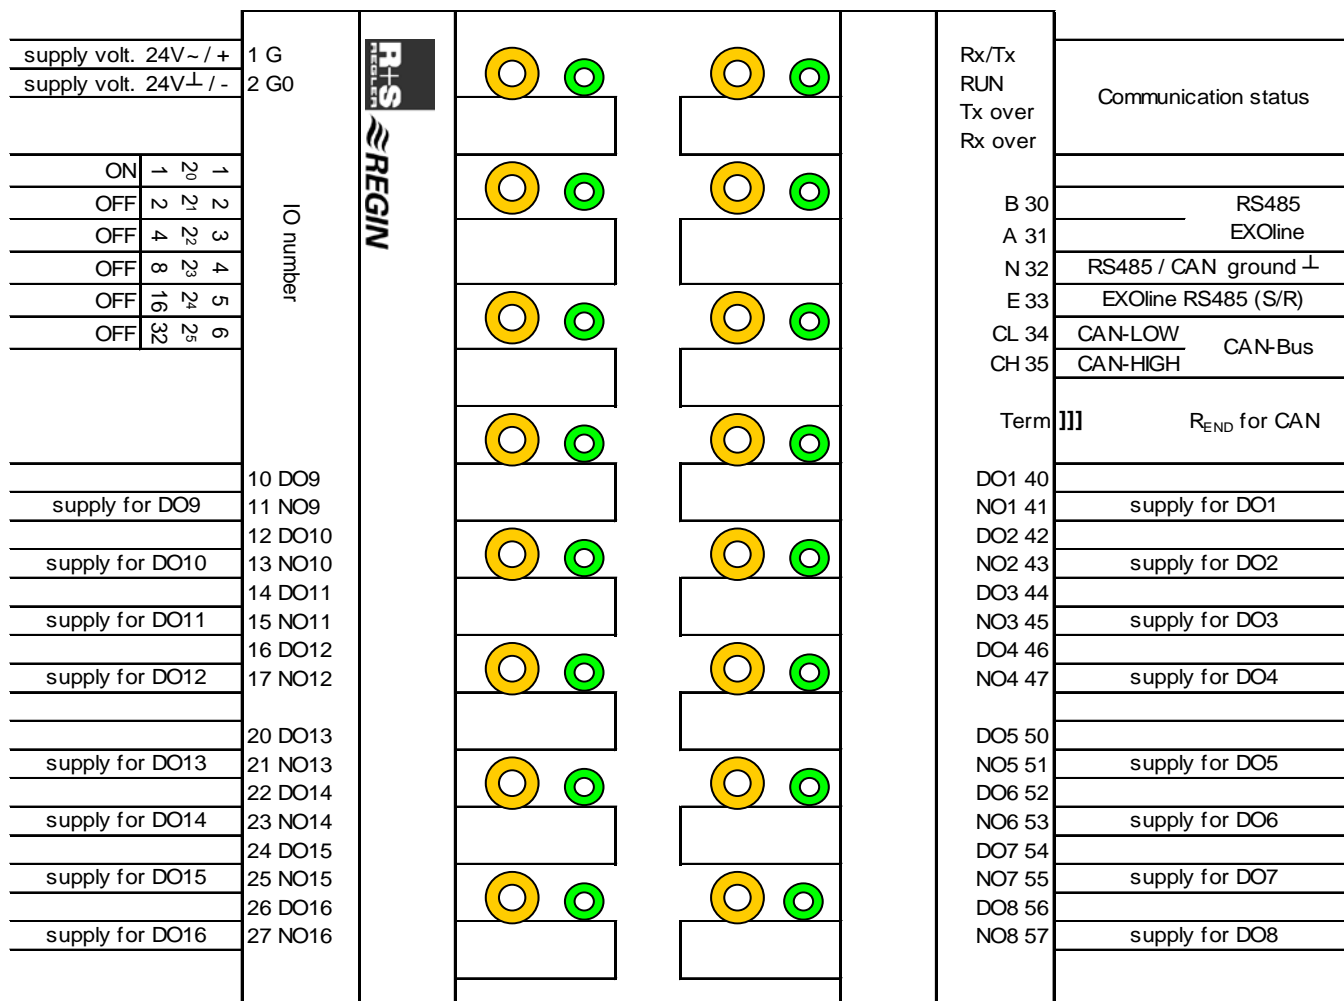 supply volt. 24V~ / + 1 G
supply volt. 24V⊥ / - 2 G0
ON 1 2⁰ 1
OFF 2 2¹ 2
OFF 4 2² 3
OFF 8 2³ 4
OFF 16 2⁴ 5
OFF 32 2⁵ 6
IO number
10 DO9
supply for DO9 11 NO9
12 DO10
supply for DO10 13 NO10
14 DO11
supply for DO11 15 NO11
16 DO12
supply for DO12 17 NO12
20 DO13
supply for DO13 21 NO13
22 DO14
supply for DO14 23 NO14
24 DO15
supply for DO15 25 NO15
26 DO16
supply for DO16 27 NO16
R+S
REGLER
REGIN
Rx/Tx
RUN
Tx over
Rx over
Communication status
B 30 RS485
A 31 EXOline
N 32 RS485 / CAN ground ⊥
E 33 EXOline RS485 (S/R)
CL 34 CAN-LOW
CAN-Bus
CH 35 CAN-HIGH
Term ]]] R_END for CAN
DO1 40
NO1 41 supply for DO1
DO2 42
NO2 43 supply for DO2
DO3 44
NO3 45 supply for DO3
DO4 46
NO4 47 supply for DO4
DO5 50
NO5 51 supply for DO5
DO6 52
NO6 53 supply for DO6
DO7 54
NO7 55 supply for DO7
DO8 56
NO8 57 supply for DO8